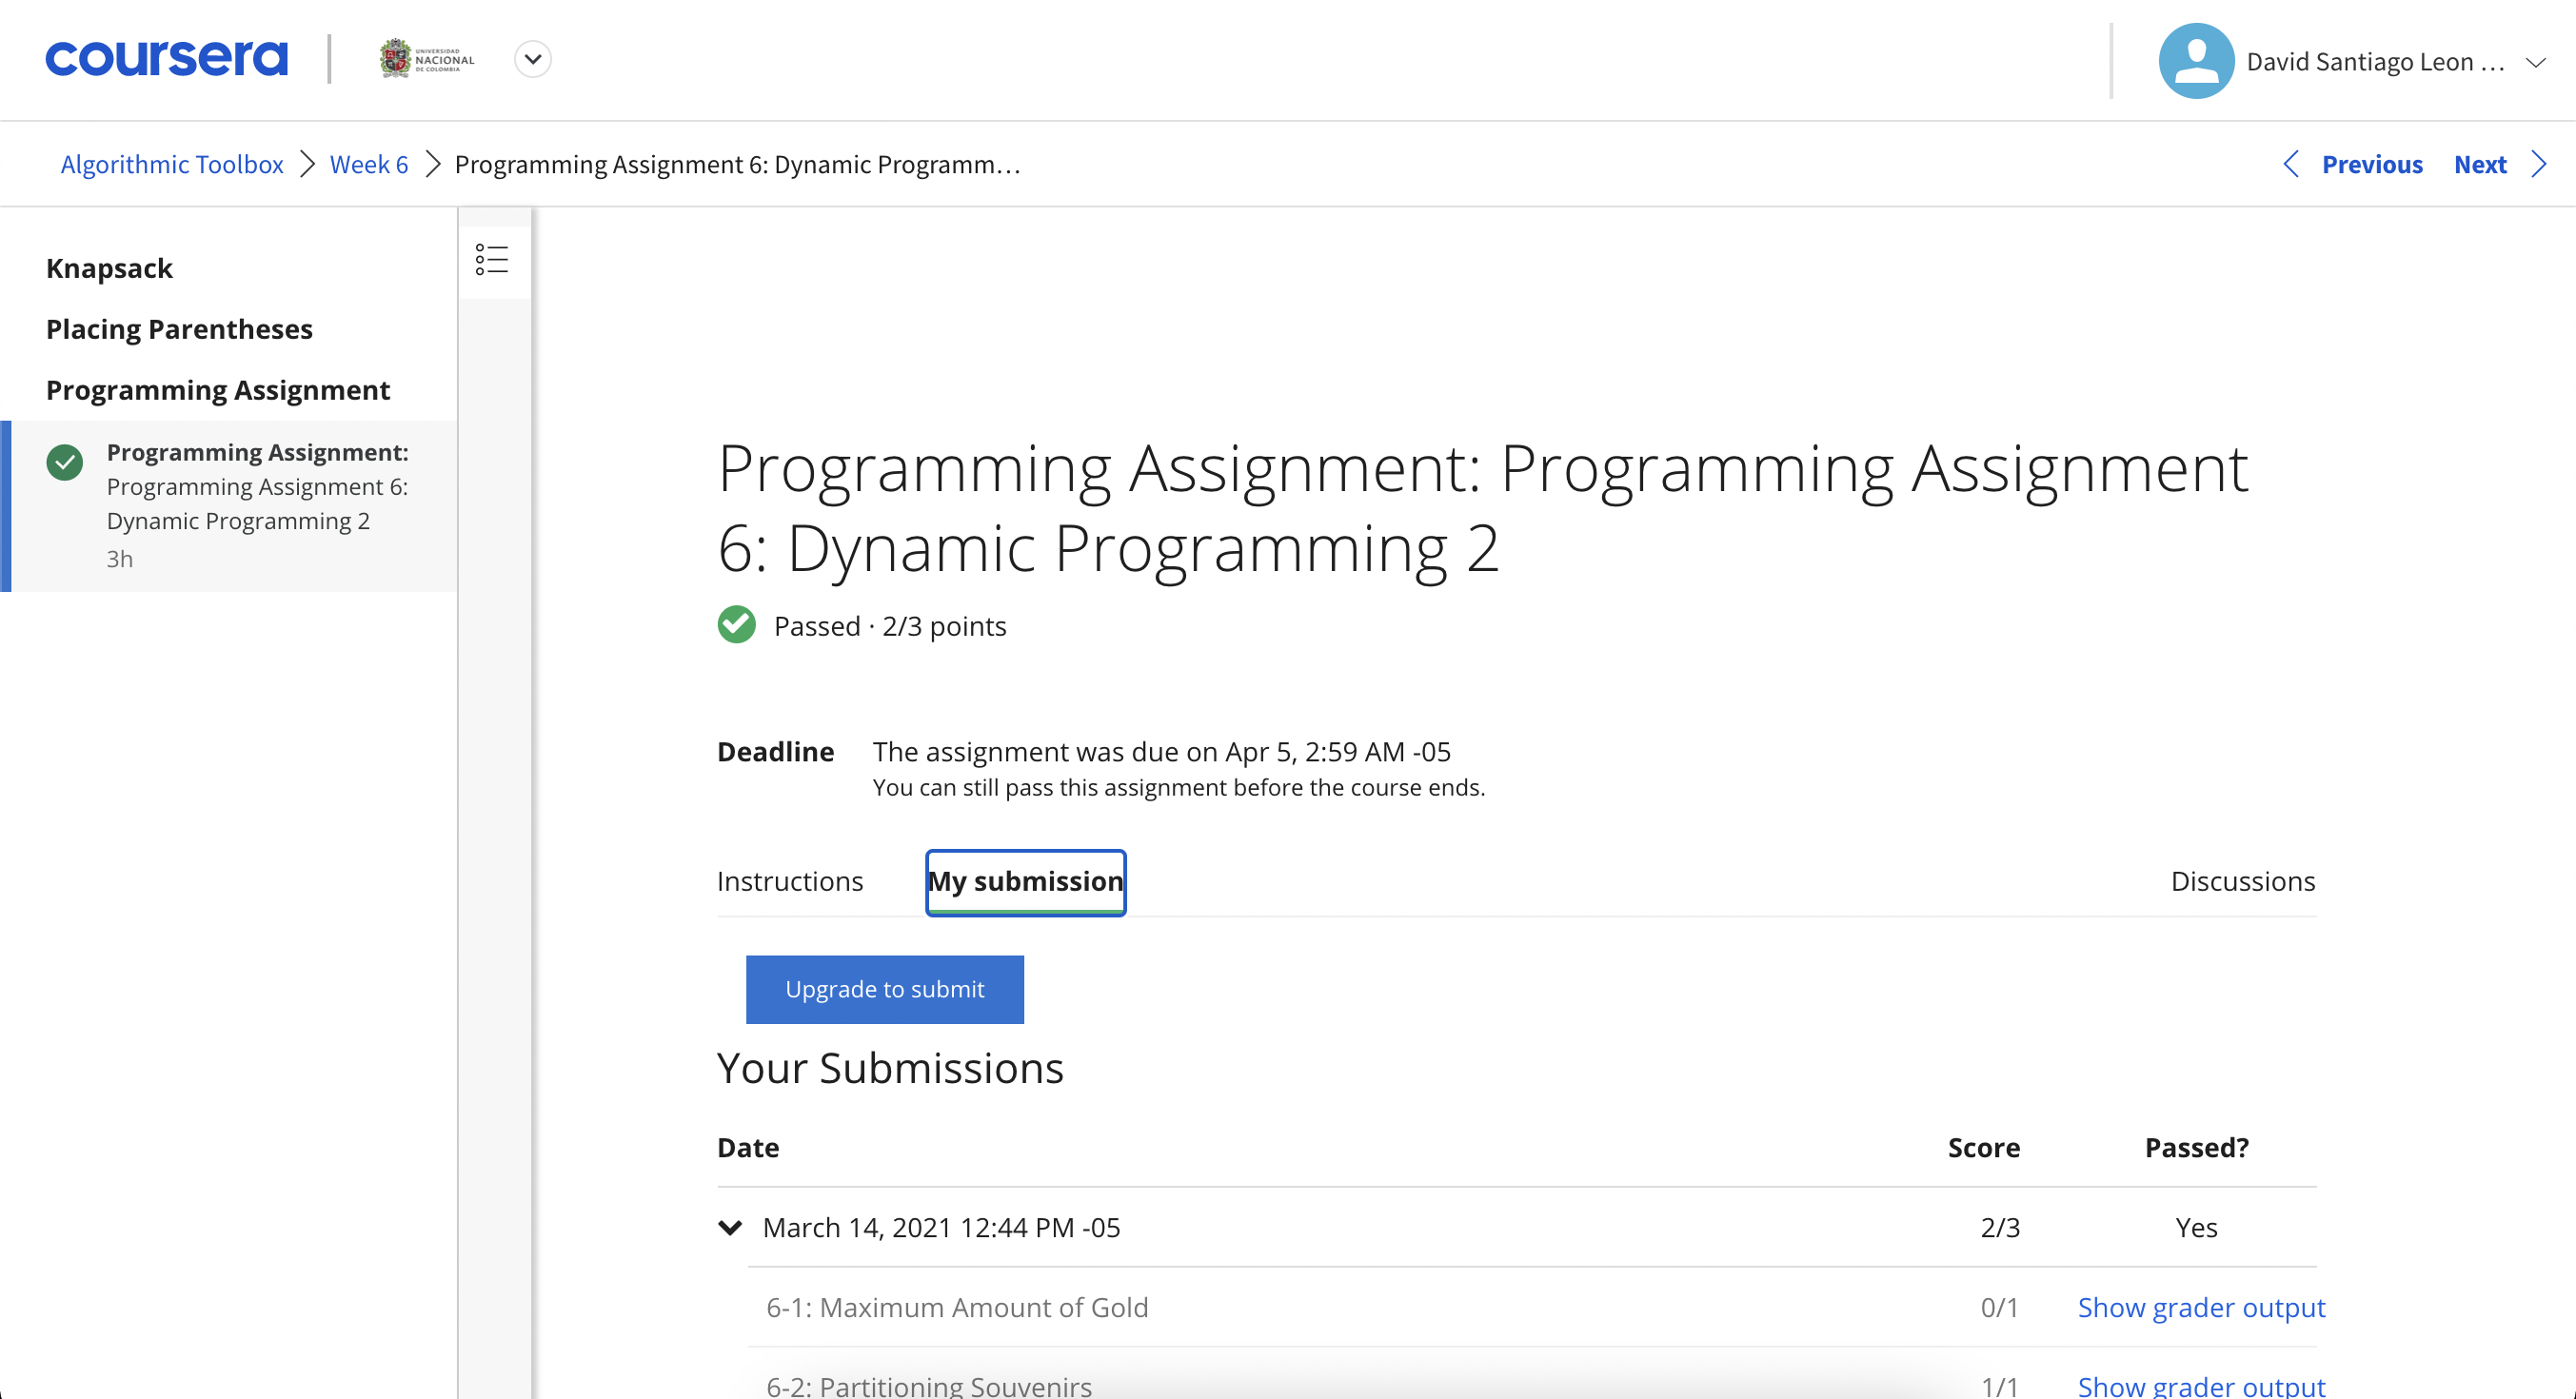 coursera
UNIVERSIDAD
NACIONAL
DE COLOMBIA
David Santiago Leon ...
Algorithmic Toolbox
Week 6
Programming Assignment 6: Dynamic Programm...
Previous
Next
Knapsack
Placing Parentheses
Programming Assignment
Programming Assignment:
Programming Assignment 6:
Dynamic Programming 2
3h
Programming Assignment: Programming Assignment
6: Dynamic Programming 2
Passed · 2/3 points
Deadline
The assignment was due on Apr 5, 2:59 AM -05
You can still pass this assignment before the course ends.
Instructions
My submission
Discussions
Upgrade to submit
Your Submissions
Date Score Passed?
March 14, 2021 12:44 PM -05 2/3 Yes
6-1: Maximum Amount of Gold 0/1 Show grader output
6-2: Partitioning Souvenirs 1/1 Show grader output